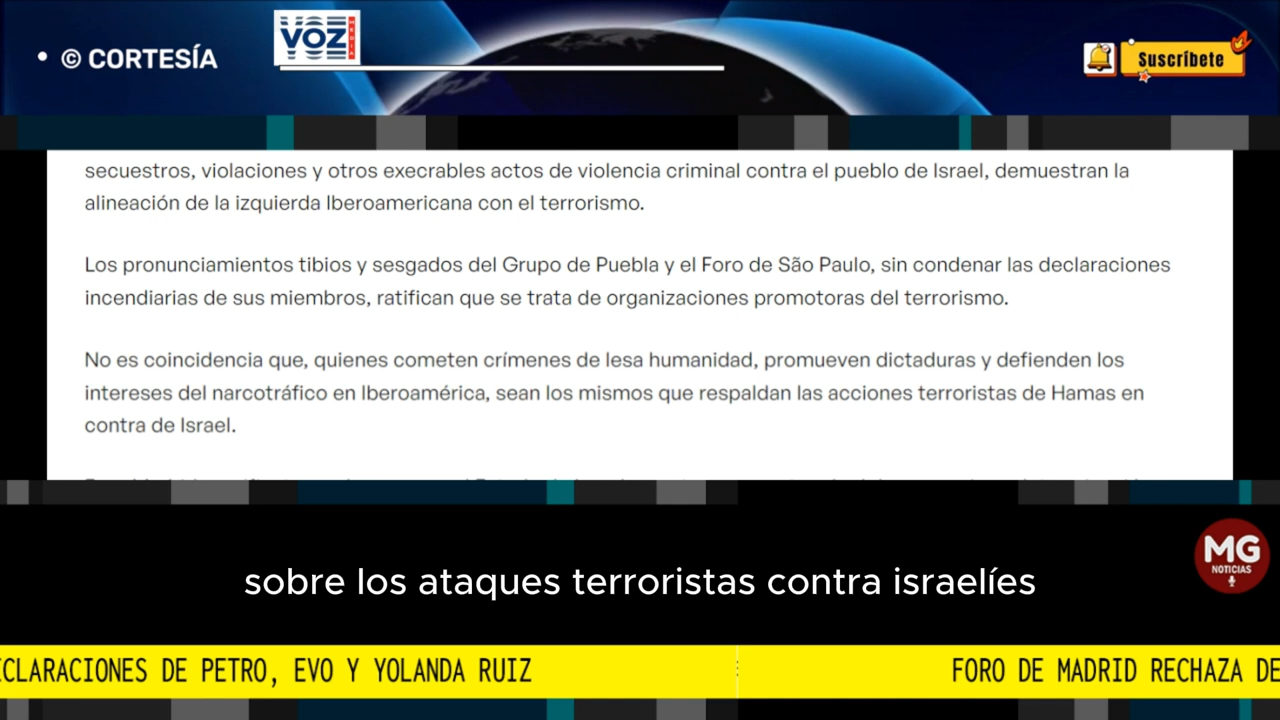 • © CORTESÍA
VOZ
MEDIA
Suscríbete
secuestros, violaciones y otros execrables actos de violencia criminal contra el pueblo de Israel, demuestran la
alineación de la izquierda Iberoamericana con el terrorismo.
Los pronunciamientos tibios y sesgados del Grupo de Puebla y el Foro de São Paulo, sin condenar las declaraciones
incendiarias de sus miembros, ratifican que se trata de organizaciones promotoras del terrorismo.
No es coincidencia que, quienes cometen crímenes de lesa humanidad, promueven dictaduras y defienden los
intereses del narcotráfico en Iberoamérica, sean los mismos que respaldan las acciones terroristas de Hamas en
contra de Israel.
MG
NOTICIAS
sobre los ataques terroristas contra israelíes
CLARACIONES DE PETRO, EVO Y YOLANDA RUIZ
FORO DE MADRID RECHAZA DE